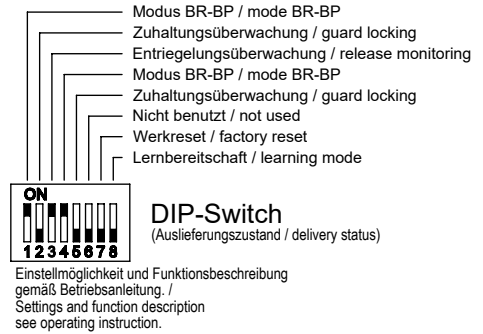 Modus BR-BP / mode BR-BP
Zuhaltungsüberwachung / guard locking
Entriegelungsüberwachung / release monitoring
Modus BR-BP / mode BR-BP
Zuhaltungsüberwachung / guard locking
Nicht benutzt / not used
Werkreset / factory reset
Lernbereitschaft / learning mode
ON
12345678
DIP-Switch
(Auslieferungszustand / delivery status)
Einstellmöglichkeit und Funktionsbeschreibung
gemäß Betriebsanleitung. /
Settings and function description
see operating instruction.